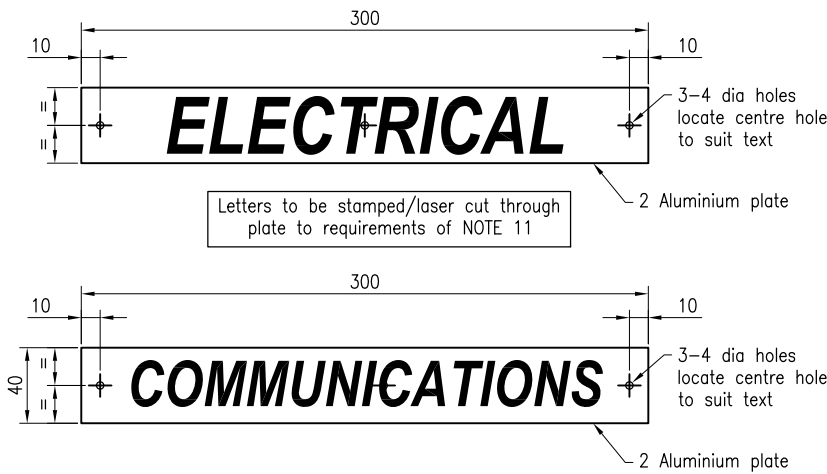 300
10
10
=
=
ELECTRICAL
3-4 dia holes
locate centre hole
to suit text
2 Aluminium plate
Letters to be stamped/laser cut through
plate to requirements of NOTE 11
300
10
10
40
=
=
COMMUNICATIONS
3-4 dia holes
locate centre hole
to suit text
2 Aluminium plate